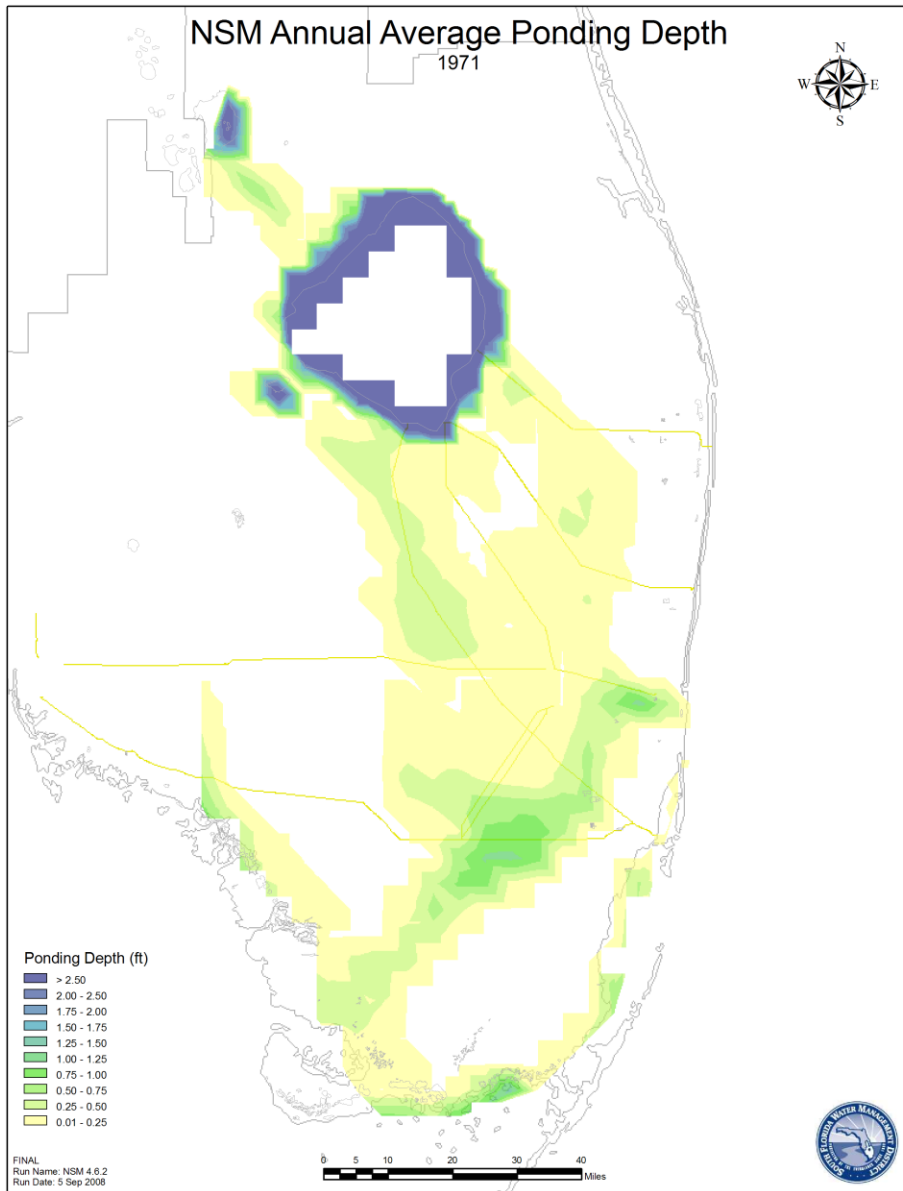 NSM Annual Average Ponding Depth
1971
N
W E
S
Ponding Depth (ft)
> 2.50
2.00 - 2.50
1.75 - 2.00
1.50 - 1.75
1.25 - 1.50
1.00 - 1.25
0.75 - 1.00
0.50 - 0.75
0.25 - 0.50
0.01 - 0.25
FINAL
Run Name: NSM 4.6.2
Run Date: 5 Sep 2008
0 5 10 20 30 40
Miles
SOUTH FLORIDA WATER MANAGEMENT DISTRICT